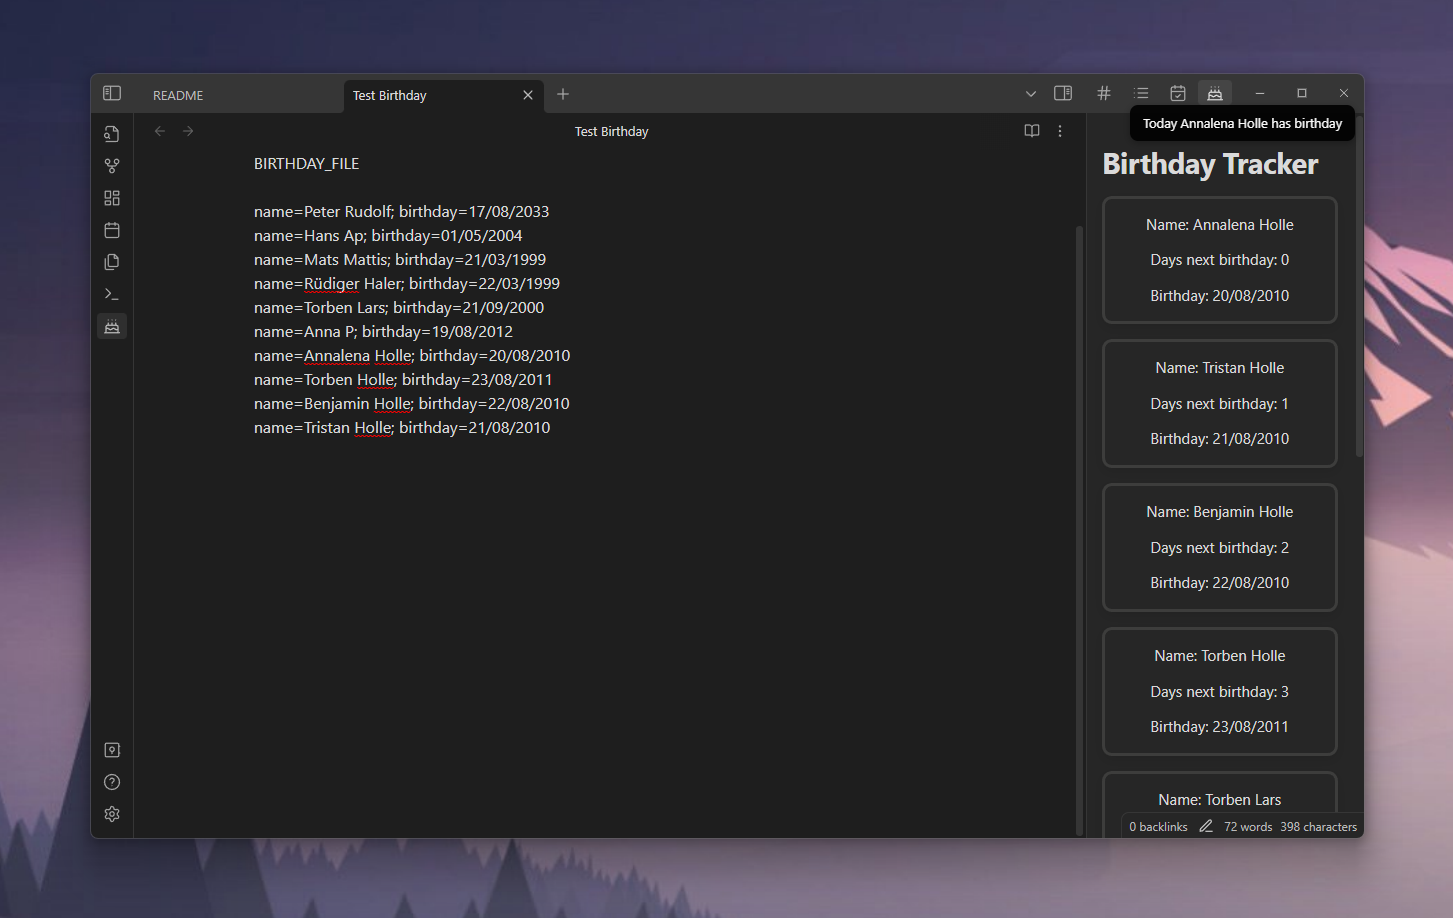 README
Test Birthday
Test Birthday
Today Annalena Holle has birthday
BIRTHDAY_FILE
name=Peter Rudolf; birthday=17/08/2033
name=Hans Ap; birthday=01/05/2004
name=Mats Mattis; birthday=21/03/1999
name=Rüdiger Haler; birthday=22/03/1999
name=Torben Lars; birthday=21/09/2000
name=Anna P; birthday=19/08/2012
name=Annalena Holle; birthday=20/08/2010
name=Torben Holle; birthday=23/08/2011
name=Benjamin Holle; birthday=22/08/2010
name=Tristan Holle; birthday=21/08/2010
Birthday Tracker
Name: Annalena Holle
Days next birthday: 0
Birthday: 20/08/2010
Name: Tristan Holle
Days next birthday: 1
Birthday: 21/08/2010
Name: Benjamin Holle
Days next birthday: 2
Birthday: 22/08/2010
Name: Torben Holle
Days next birthday: 3
Birthday: 23/08/2011
Name: Torben Lars
0 backlinks 72 words 398 characters